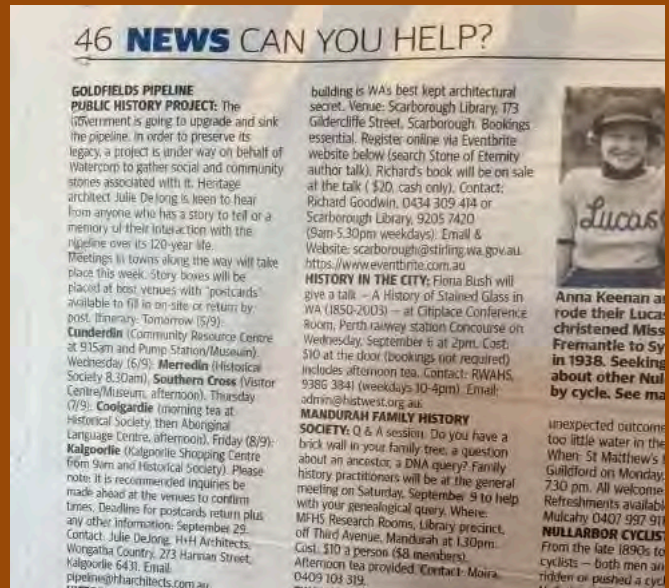 46 NEWS CAN YOU HELP?
GOLDFIELDS PIPELINE
PUBLIC HISTORY PROJECT: The
Government is going to upgrade and sink
the pipeline. In order to preserve its
legacy, a project is under way on behalf of
Watercorp to gather social and community
stories associated with it. Heritage
architect Julie DeJong is keen to hear
from anyone who has a story to tell or a
memory of their interaction with the
pipeline over its 120-year life.
Meetings in towns along the way will take
place this week. Story boxes will be
placed at host venues with "postcards"
available to fill in on-site or return by
post. Itinerary: Tomorrow (5/9):
Cunderdin (Community Resource Centre
at 9.15am and Pump Station/Museum).
Wednesday (6/9): Merredin (Historical
Society 8.30am), Southern Cross (Visitor
Centre/Museum, afternoon). Thursday
(7/9): Coolgardie (morning tea at
Historical Society, then Aboriginal
Language Centre, afternoon). Friday (8/9):
Kalgoorlie (Kalgoorlie Shopping Centre
from 9am and Historical Society). Please
note: it is recommended inquiries be
made ahead at the venues to confirm
times. Deadline for postcards return plus
any other information: September 29.
Contact: Julie DeJong, H+H Architects,
Wongatha Country, 273 Hannan Street,
Kalgoorlie 6431. Email:
pipeline@hharchitects.com.au
building is WA's best kept architectural
secret. Venue: Scarborough Library, 173
Gildercliffe Street, Scarborough. Bookings
essential. Register online via Eventbrite
website below (search Stone of Eternity
author talk). Richard's book will be on sale
at the talk ( $20, cash only). Contact:
Richard Goodwin, 0434 309 414 or
Scarborough Library, 9205 7420
(9am-5.30pm weekdays). Email &
Website: scarborough@stirling.wa.gov.au
https://www.eventbrite.com.au
HISTORY IN THE CITY: Fiona Bush will
give a talk – A History of Stained Glass in
WA (1850-2003) – at Citiplace Conference
Room, Perth railway station Concourse on
Wednesday, September 6 at 2pm. Cost:
$10 at the door (bookings not required)
includes afternoon tea. Contact: RWAHS,
9386 3841 (weekdays 10-4pm). Email:
admin@histwest.org.au
MANDURAH FAMILY HISTORY
SOCIETY: Q & A session. Do you have a
brick wall in your family tree, a question
about an ancestor, a DNA query? Family
history practitioners will be at the general
meeting on Saturday, September 9 to help
with your genealogical query. Where:
MFHS Research Rooms, Library precinct,
off Third Avenue, Mandurah at 1.30pm.
Cost: $10 a person ($8 members).
Afternoon tea provided. Contact: Moira,
0409 103 319.
Lucas
Anna Keenan a
rode their Luca
christened Miss
Fremantle to Sy
in 1938. Seeking
about other Nul
by cycle. See ma
unexpected outcome
too little water in the
When: St Matthew's
Guildford on Monday,
7.30 pm. All welcome.
Refreshments availab
Mulcahy 0407 997 91
NULLARBOR CYCLIST
From the late 1890s to
cyclists – both men an
ridden or pushed a cy